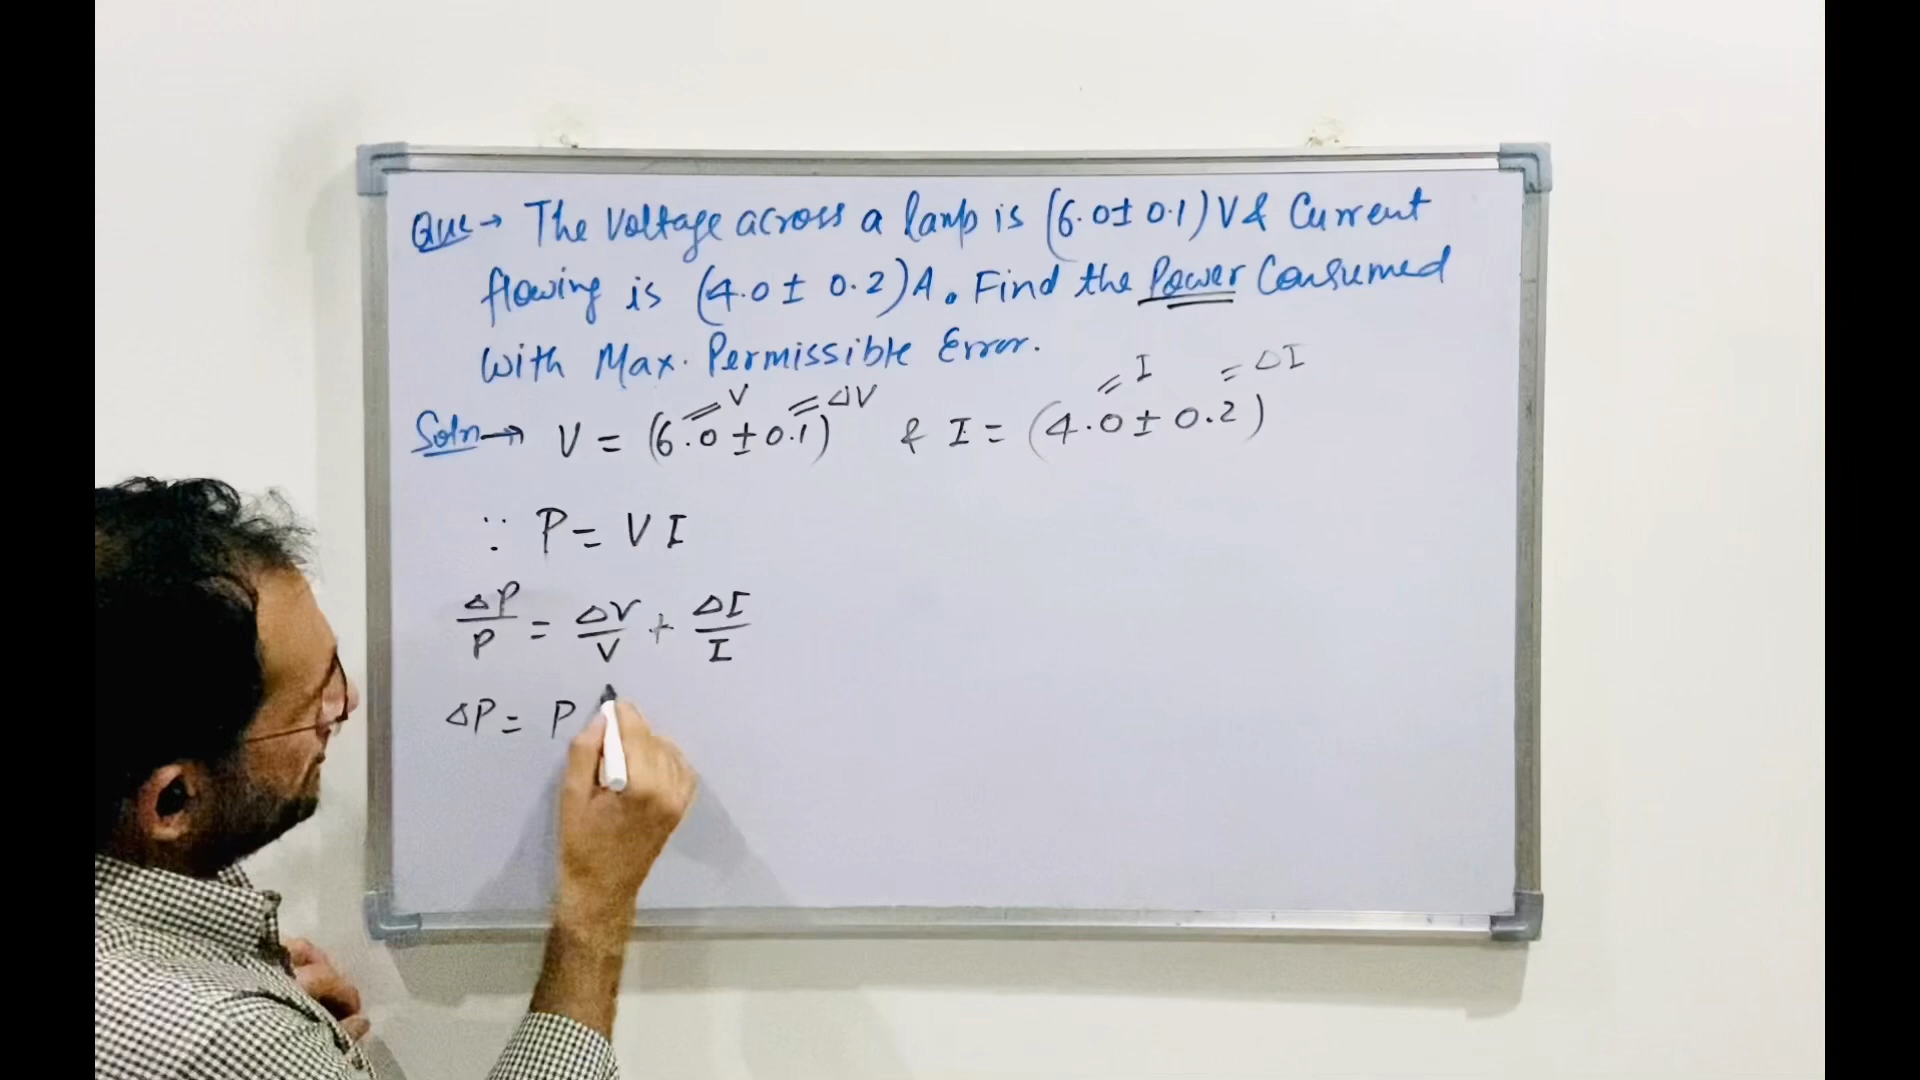 Que → The Voltage across a lamp is (6.0 ± 0.1) V & Current
flowing is (4.0 ± 0.2) A. Find the Power Consumed
with Max. Permissible Error.
= V = ΔV = I = ΔI
Soln → V = (6.0 ± 0.1) & I = (4.0 ± 0.2)
∵ P = V I
ΔP/P = ΔV/V + ΔI/I
ΔP = P